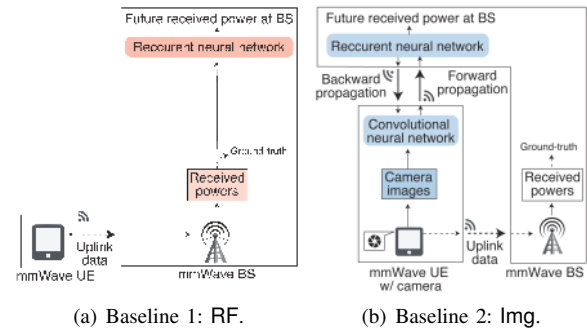 Future received power at BS
Reccurent neural network
Ground-truth
Received
powers
Uplink
data
mmWave UE
mmWave BS
(a) Baseline 1: RF.
Future received power at BS
Reccurent neural network
Backward
propagation
Forward
propagation
Convolutional
neural network
Camera
images
Ground-truth
Received
powers
Uplink
data
mmWave UE
w/ camera
mmWave BS
(b) Baseline 2: Img.